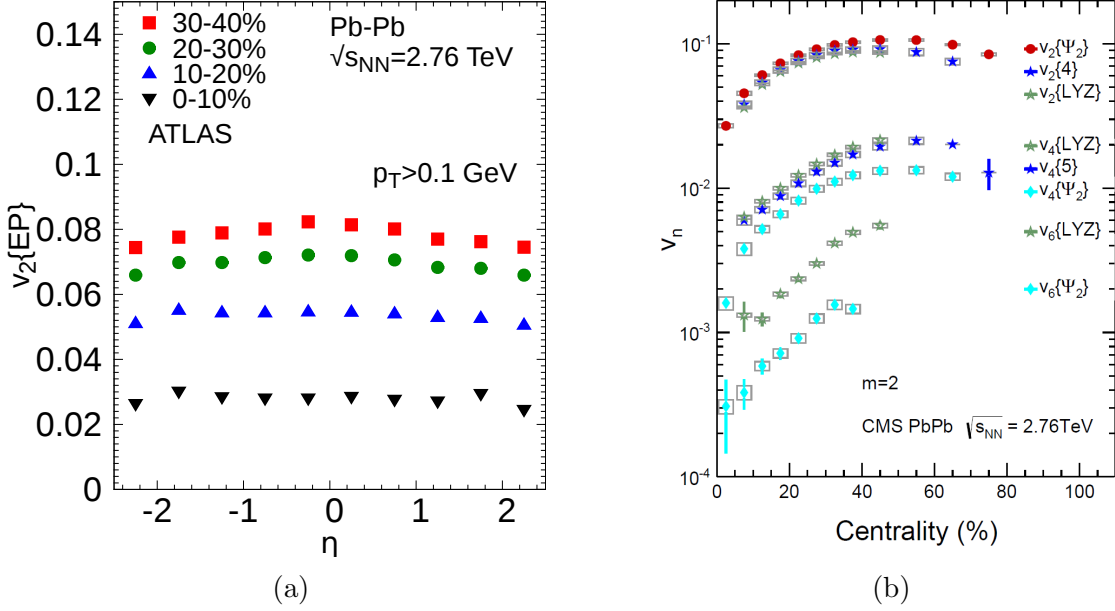 0.14
0.12
0.1
0.08
0.06
0.04
0.02
0
v₂{EP}
30-40%
20-30%
10-20%
0-10%
ATLAS
Pb-Pb
√sNN=2.76 TeV
pT>0.1 GeV
-2 -1 0 1 2
η
(a)
10⁻¹
10⁻²
10⁻³
10⁻⁴
vₙ
v₂{Ψ₂}
v₂{4}
v₂{LYZ}
v₄{LYZ}
v₄{5}
v₄{Ψ₂}
v₆{LYZ}
v₆{Ψ₂}
m=2
CMS PbPb √sNN = 2.76TeV
0 20 40 60 80 100
Centrality (%)
(b)